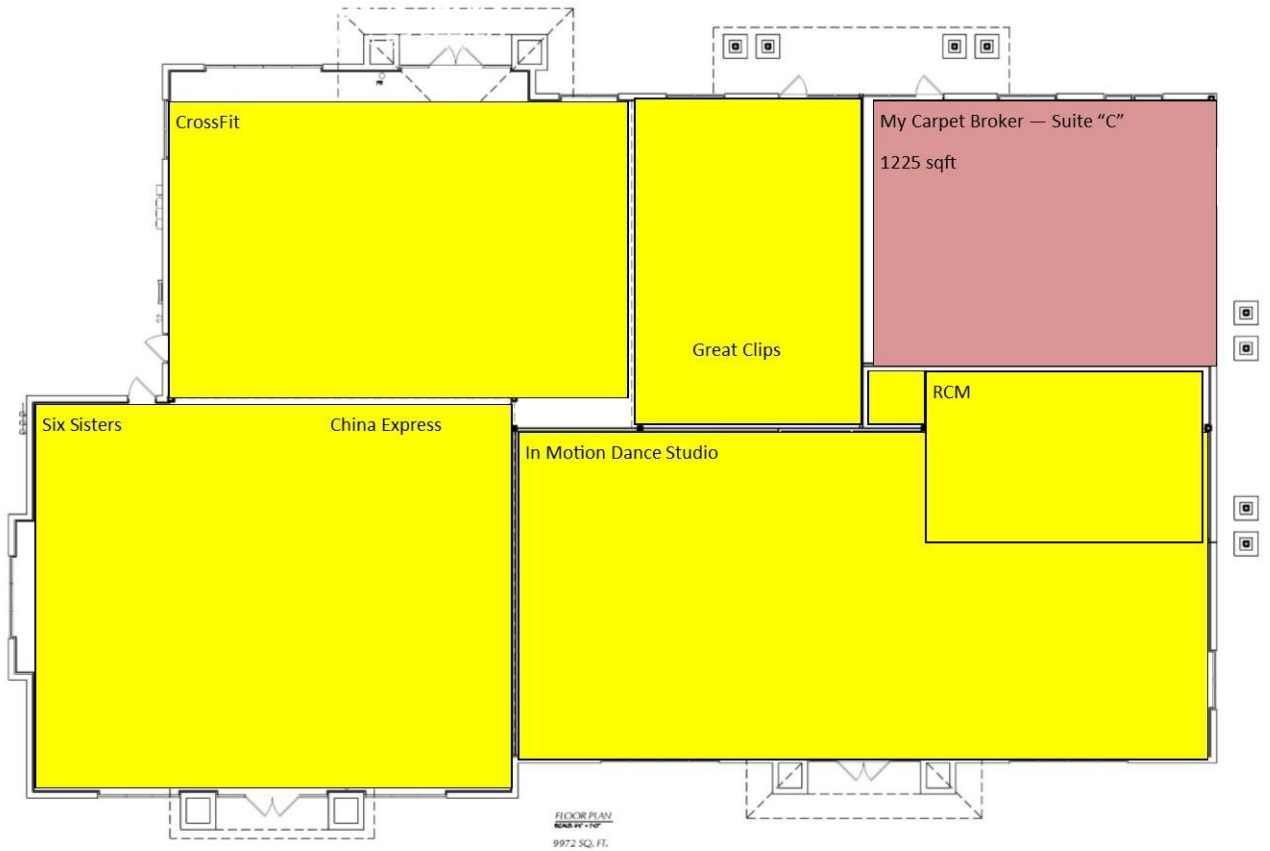 CrossFit
My Carpet Broker — Suite “C”
1225 sqft
Great Clips
RCM
Six Sisters
China Express
In Motion Dance Studio
FLOOR PLAN
9972 SQ. FT.